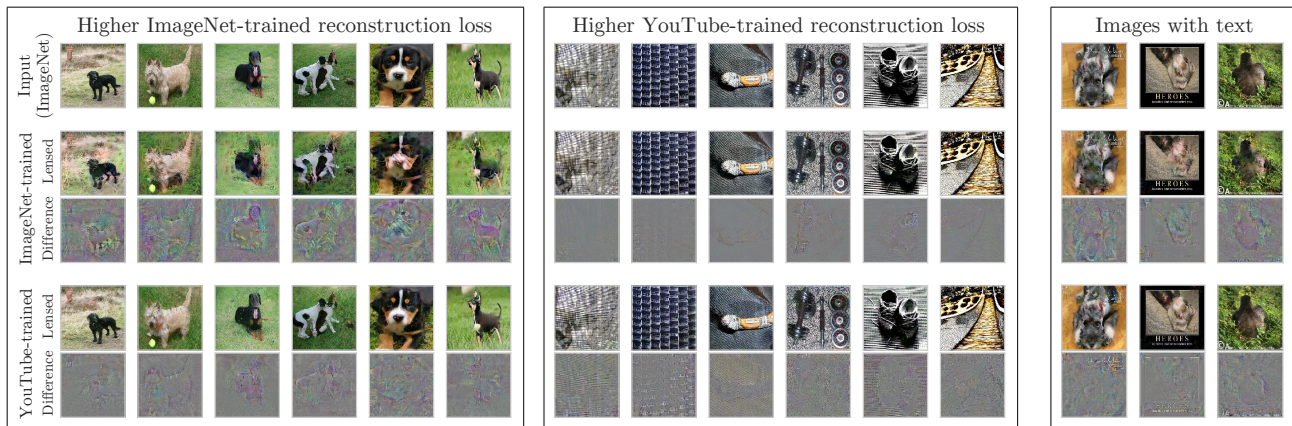 Higher ImageNet-trained reconstruction loss
Higher YouTube-trained reconstruction loss
Images with text
Input
(ImageNet)
ImageNet-trained
Lensed
Difference
YouTube-trained
Lensed
Difference
HEROES
©A
HEROES
©A
HEROES
©A